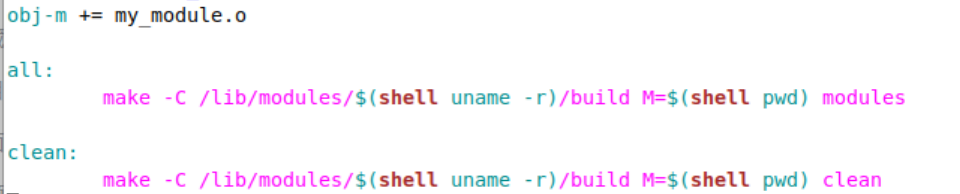 obj-m += my_module.o
all:
make -C /lib/modules/$(shell uname -r)/build M=$(shell pwd) modules
clean:
make -C /lib/modules/$(shell uname -r)/build M=$(shell pwd) clean